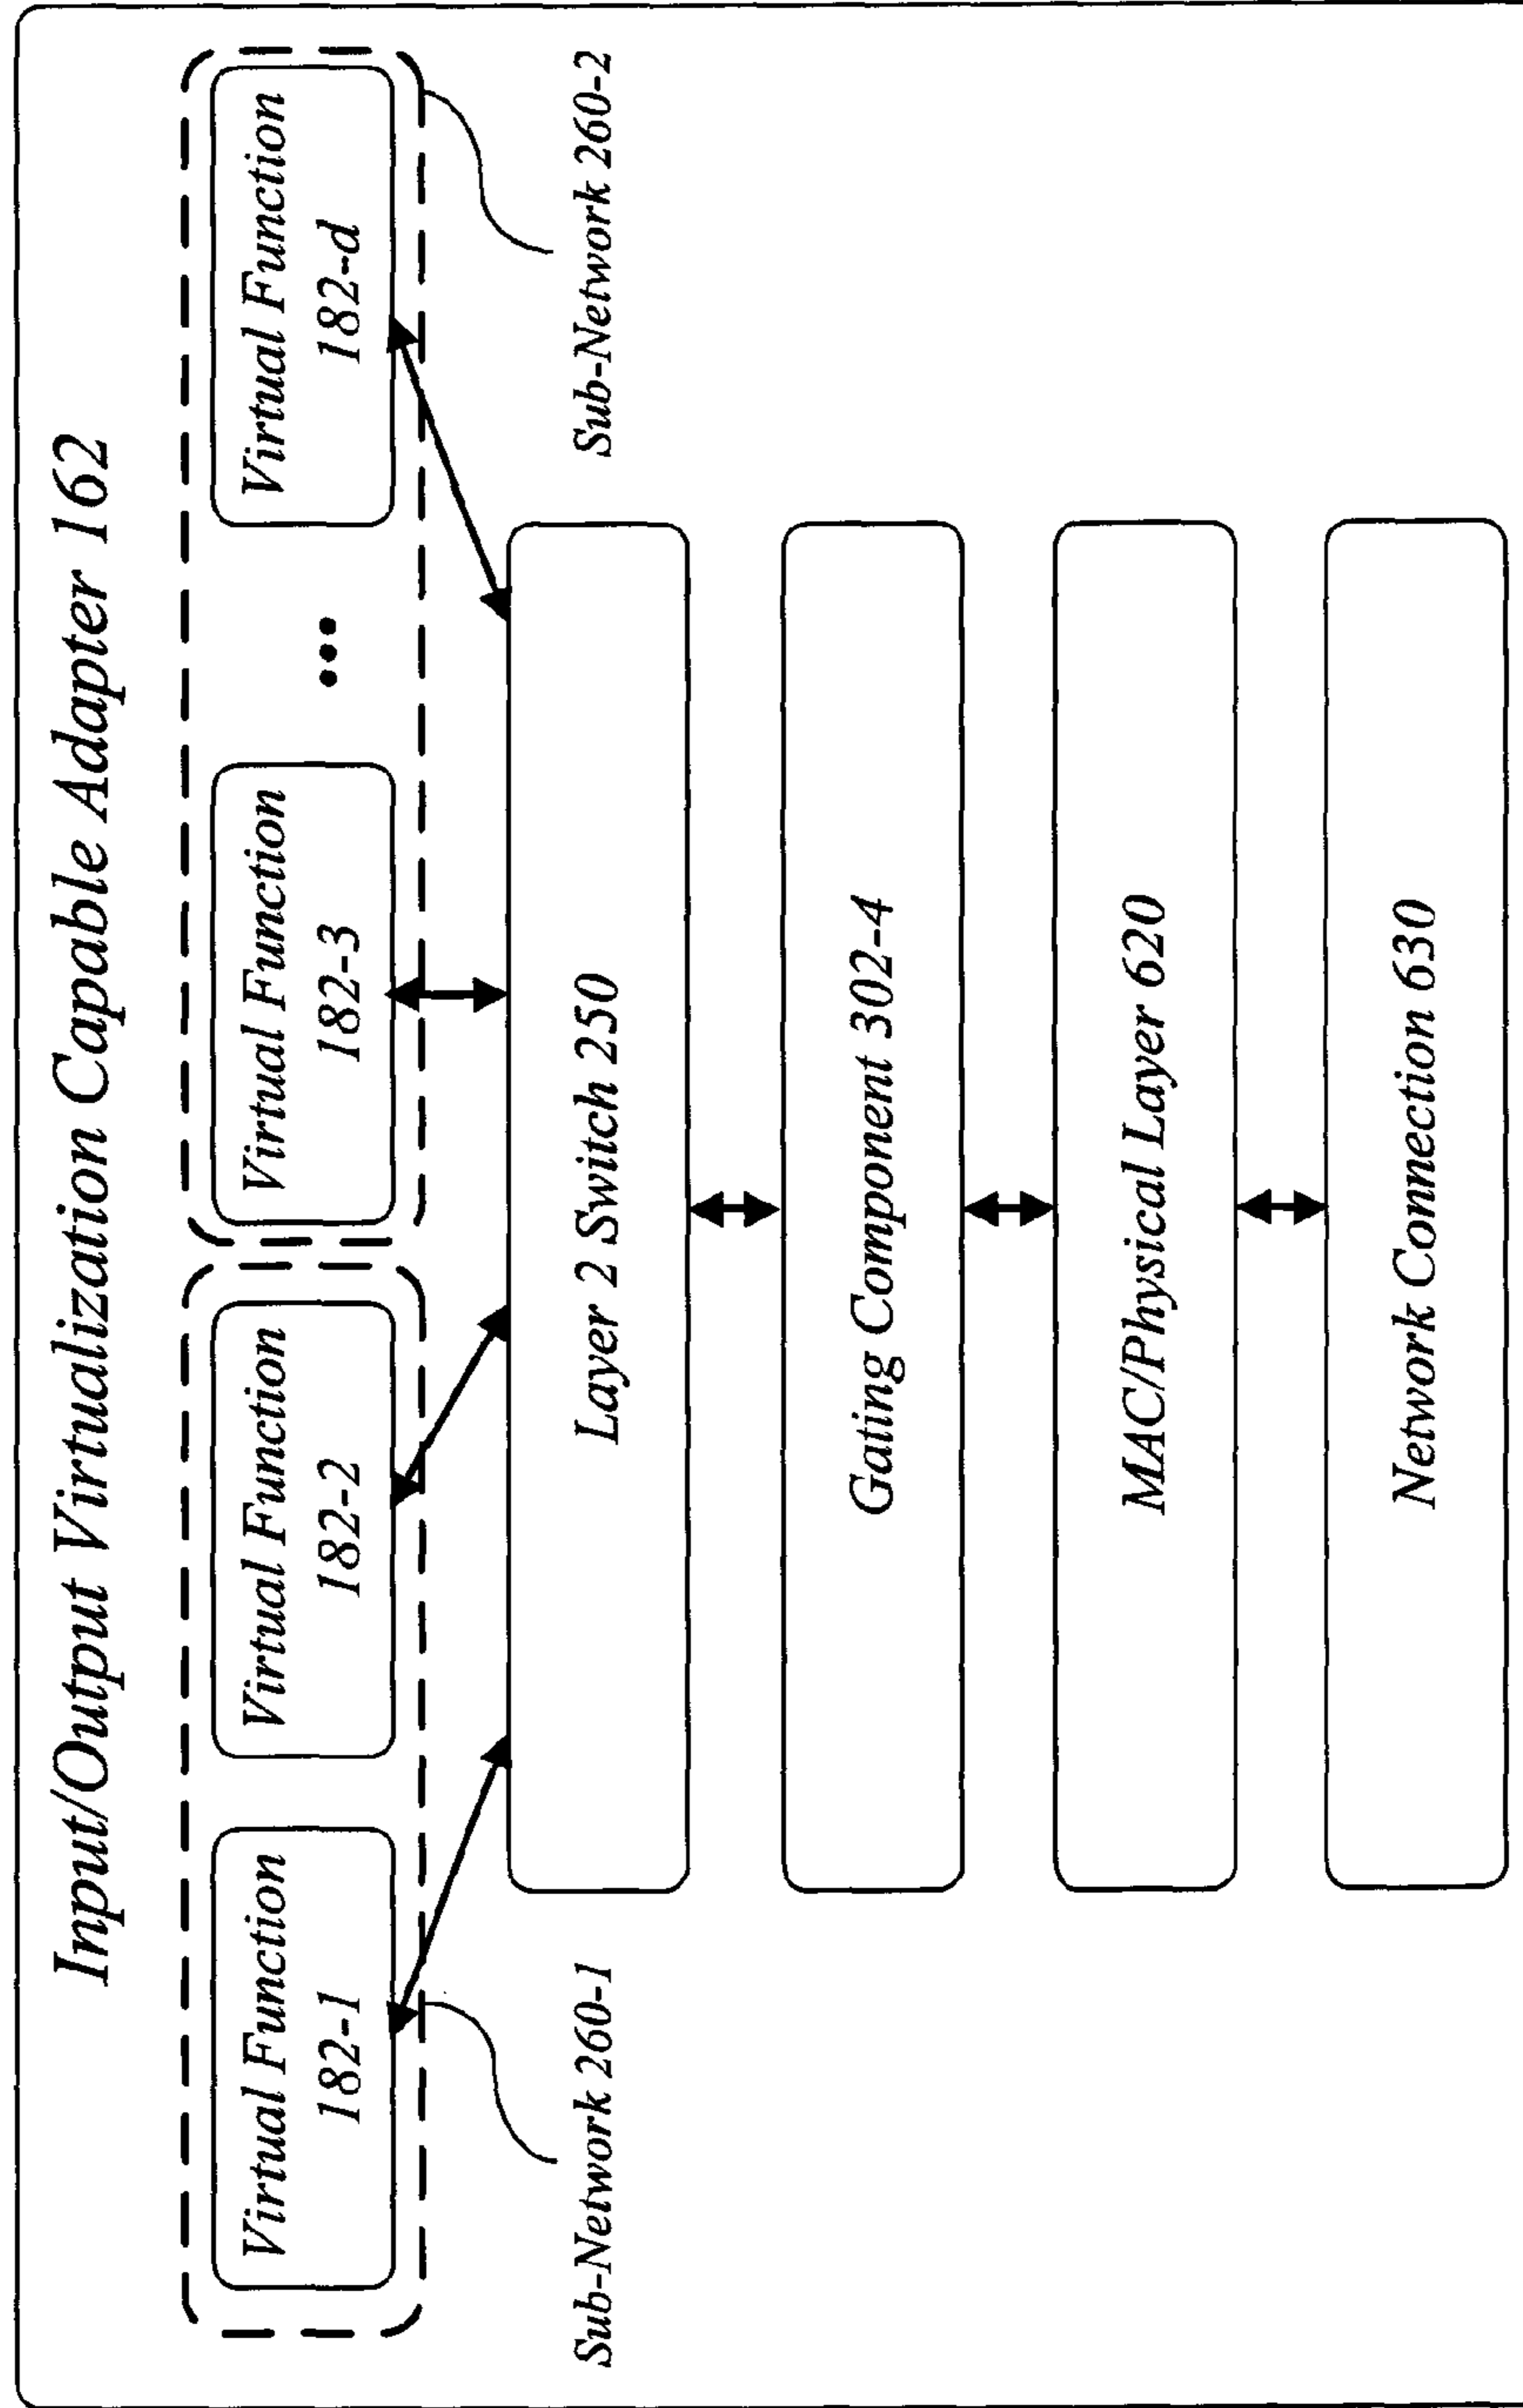 Input/Output Virtualization Capable Adapter 162
Virtual Function
182-1
Virtual Function
182-2
Virtual Function
182-3
...
Virtual Function
182-d
Sub-Network 260-1
Sub-Network 260-2
Layer 2 Switch 250
Gating Component 302-4
MAC/Physical Layer 620
Network Connection 630